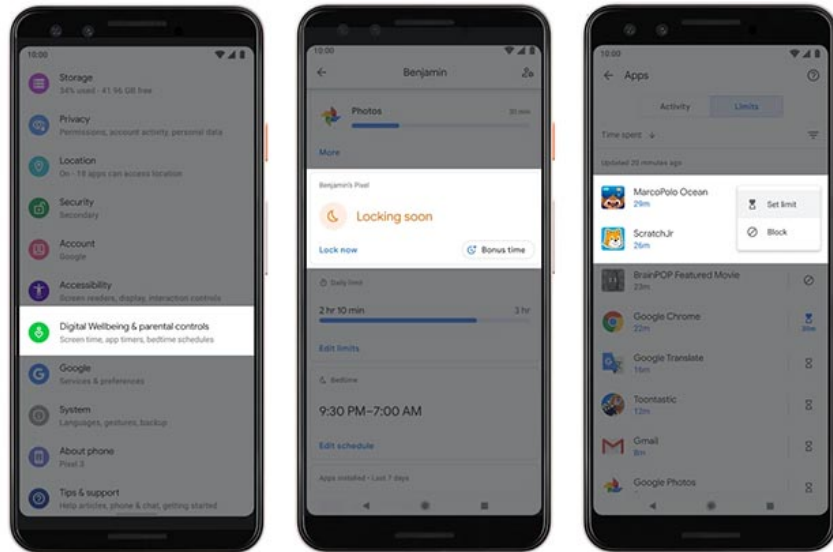 10:00
Storage
34% used - 41.96 GB free
Privacy
Permissions, account activity, personal data
Location
On - 18 apps can access location
Security
Secondary
Account
Google
Accessibility
Screen readers, display, interaction controls
Digital Wellbeing & parental controls
Screen time, app timers, bedtime schedules
Google
Services & preferences
System
Languages, gestures, backup
About phone
Pixel 3
Tips & support
Help articles, phone & chat, getting started
10:00
Benjamin
Photos
30 min
More
Benjamin's Pixel
Locking soon
Lock now
Bonus time
Daily limit
2 hr 10 min
3 hr
Edit limits
Bedtime
9:30 PM–7:00 AM
Edit schedule
Apps installed • Last 7 days
10:00
Apps
Activity
Limits
Time spent
Updated 20 minutes ago
MarcoPolo Ocean
29m
Set limit
ScratchJr
26m
Block
BrainPOP Featured Movie
23m
Google Chrome
22m
30m
Google Translate
16m
Toontastic
12m
Gmail
8m
Google Photos